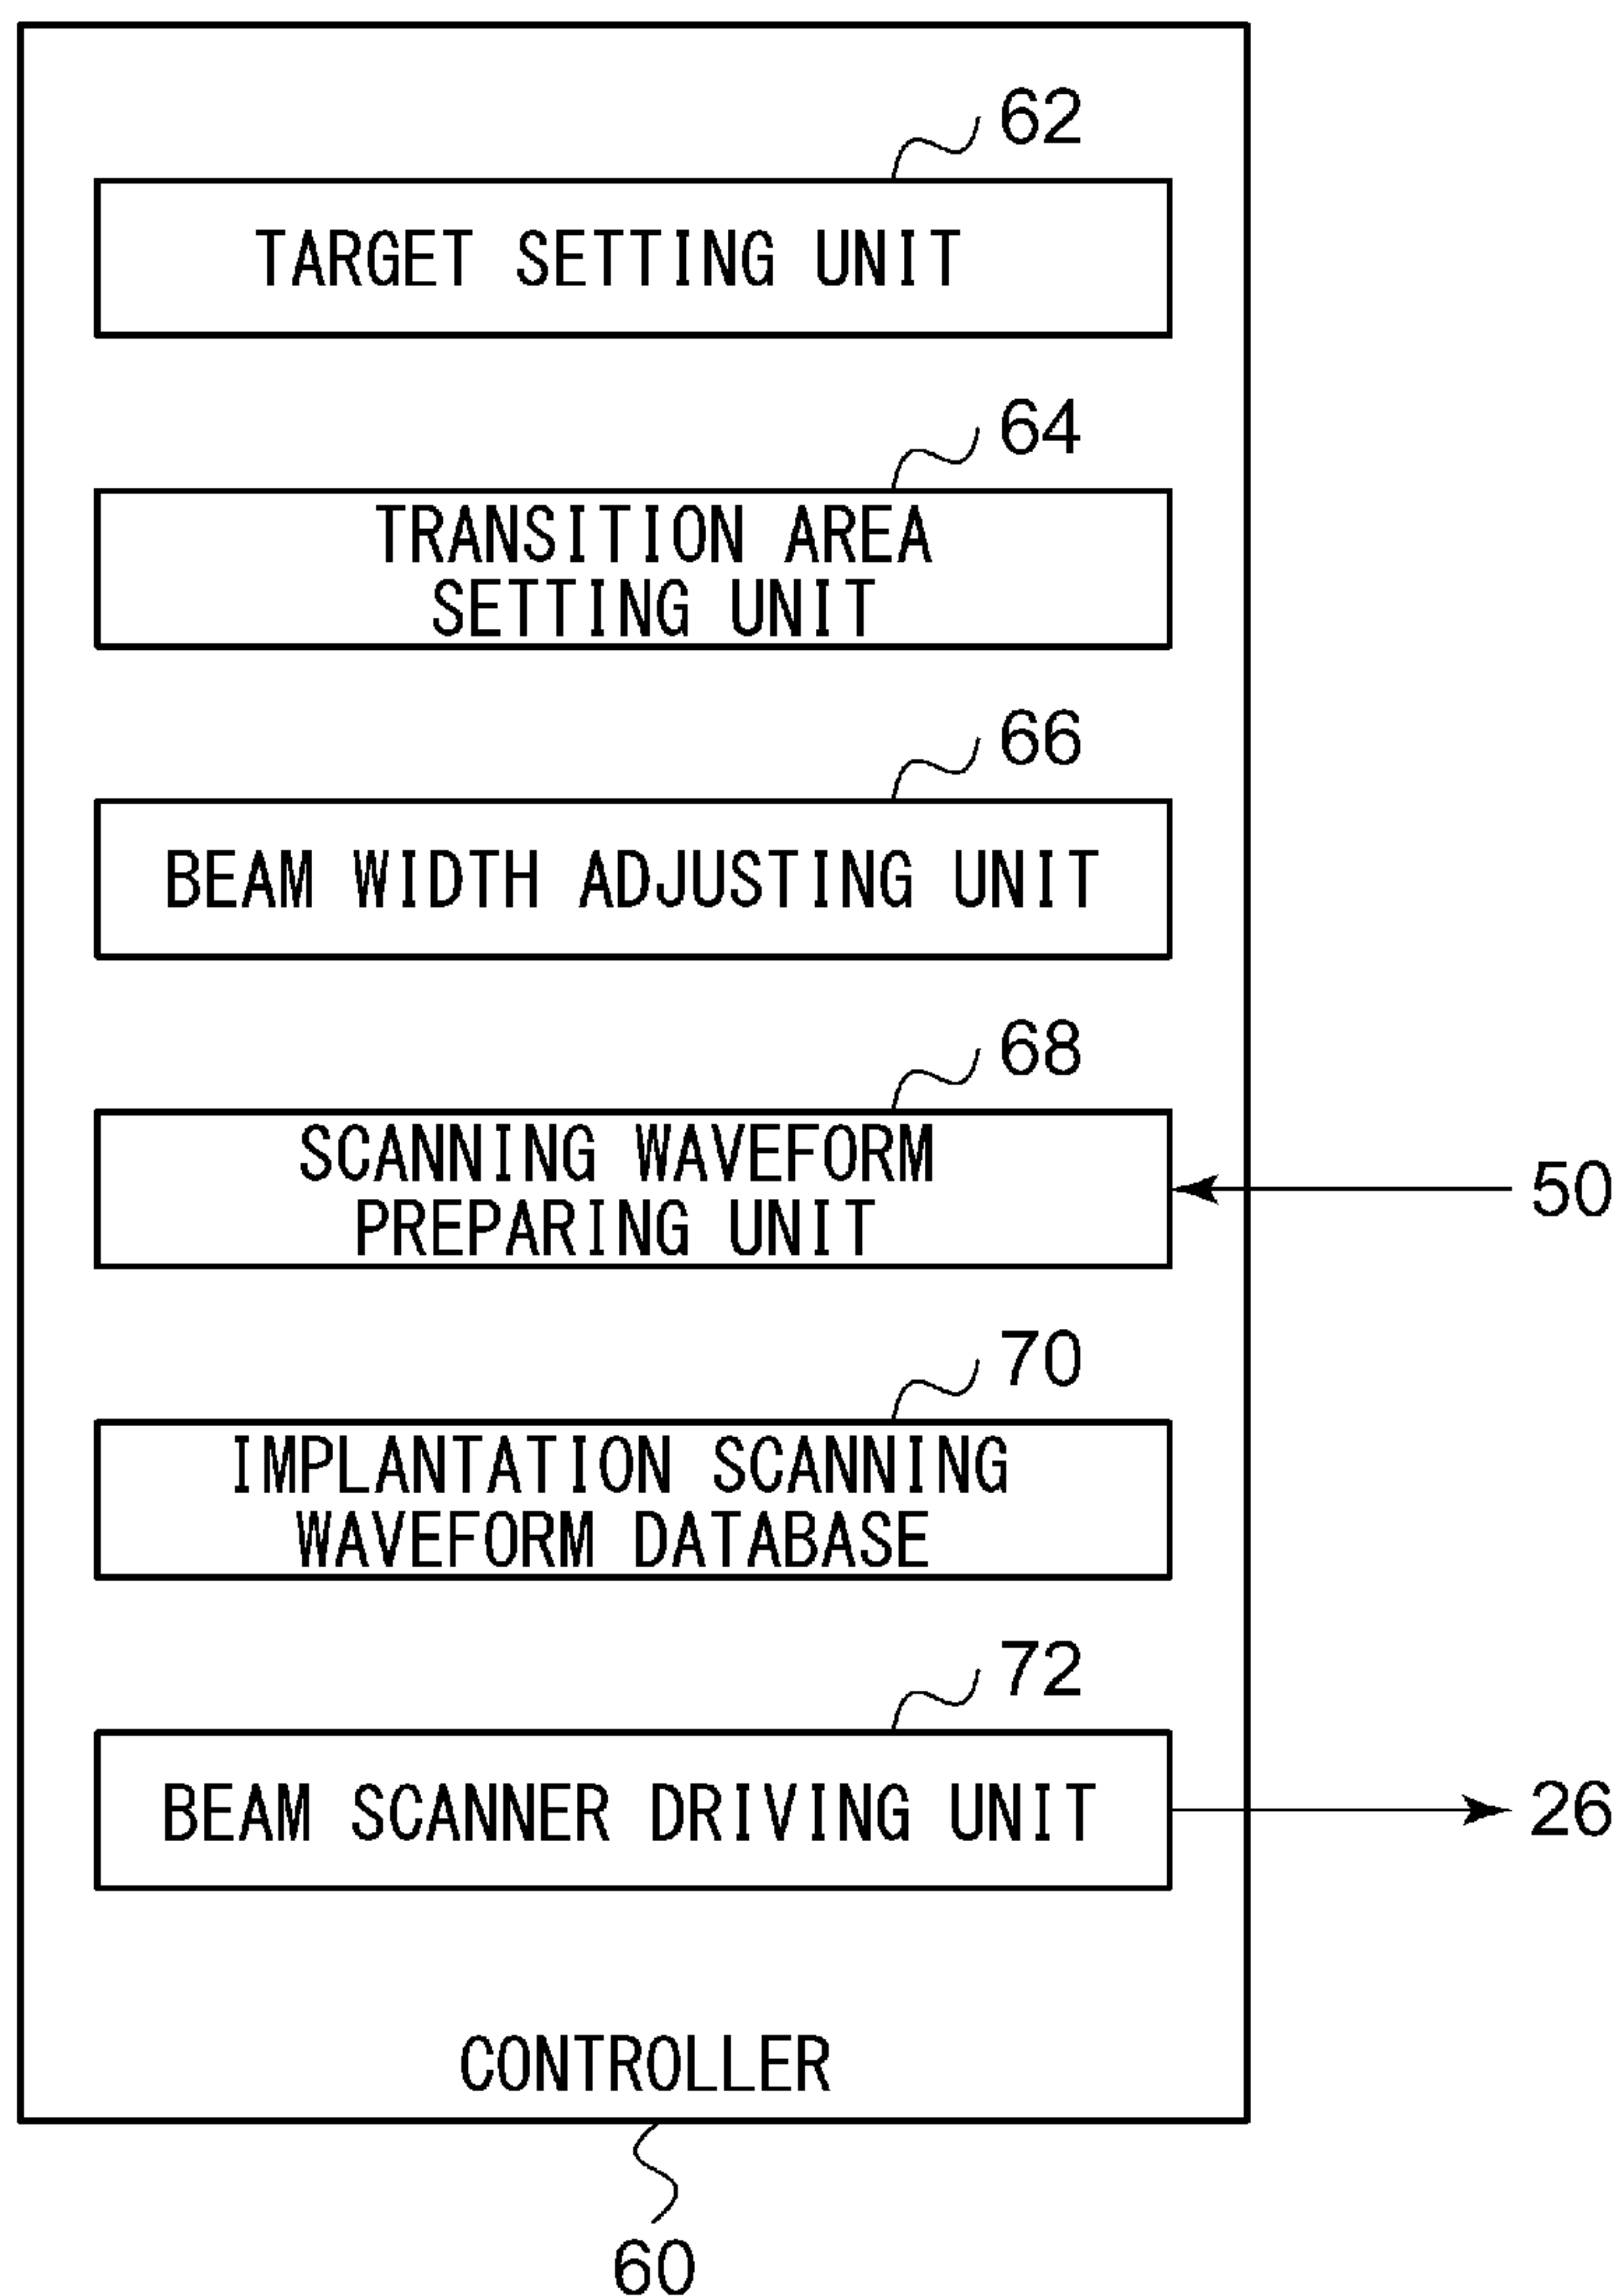 62
TARGET SETTING UNIT
64
TRANSITION AREA
SETTING UNIT
66
BEAM WIDTH ADJUSTING UNIT
68
SCANNING WAVEFORM
PREPARING UNIT
50
70
IMPLANTATION SCANNING
WAVEFORM DATABASE
72
BEAM SCANNER DRIVING UNIT
26
CONTROLLER
60